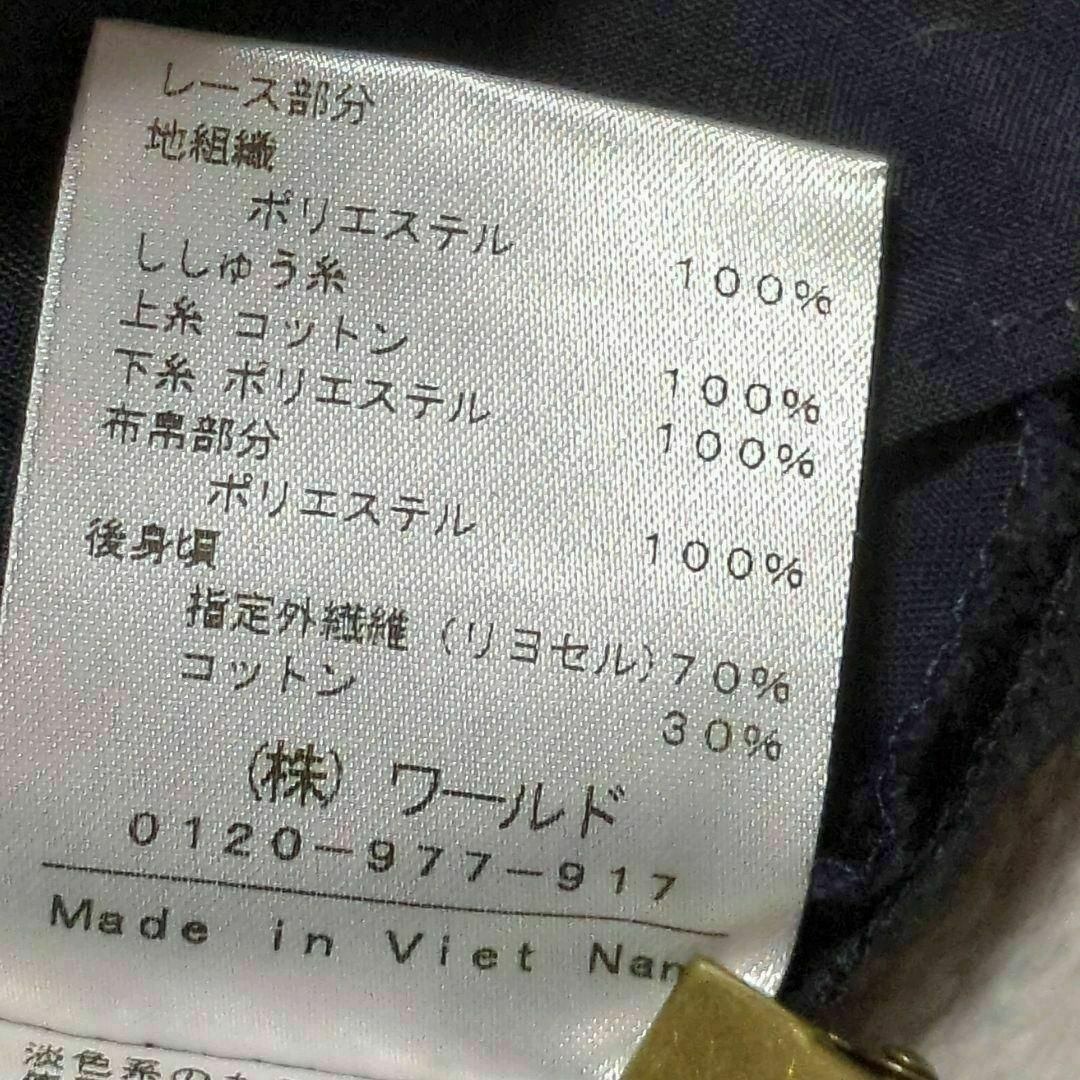 レース部分
地組織
ポリエステル 100%
ししゅう糸
上糸 コットン 100%
下糸 ポリエステル 100%
布帛部分
ポリエステル 100%
後身頃
指定外繊維 (リヨセル) 70%
コットン 30%
(株) ワールド
0120-977-917
Made in Viet Nam
淡色系の